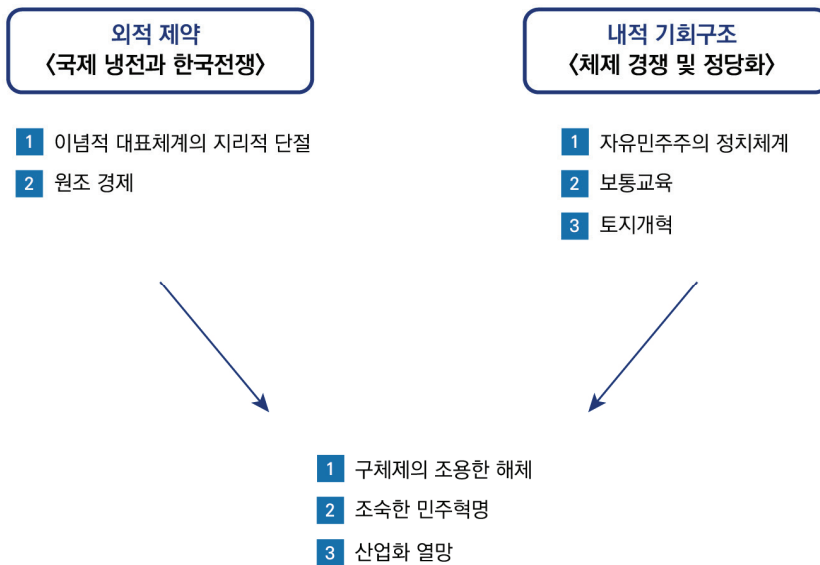 외적 제약
〈국제 냉전과 한국전쟁〉
1 이념적 대표체계의 지리적 단절
2 원조 경제
내적 기회구조
〈체제 경쟁 및 정당화〉
1 자유민주주의 정치체계
2 보통교육
3 토지개혁
1 구체제의 조용한 해체
2 조숙한 민주혁명
3 산업화 열망